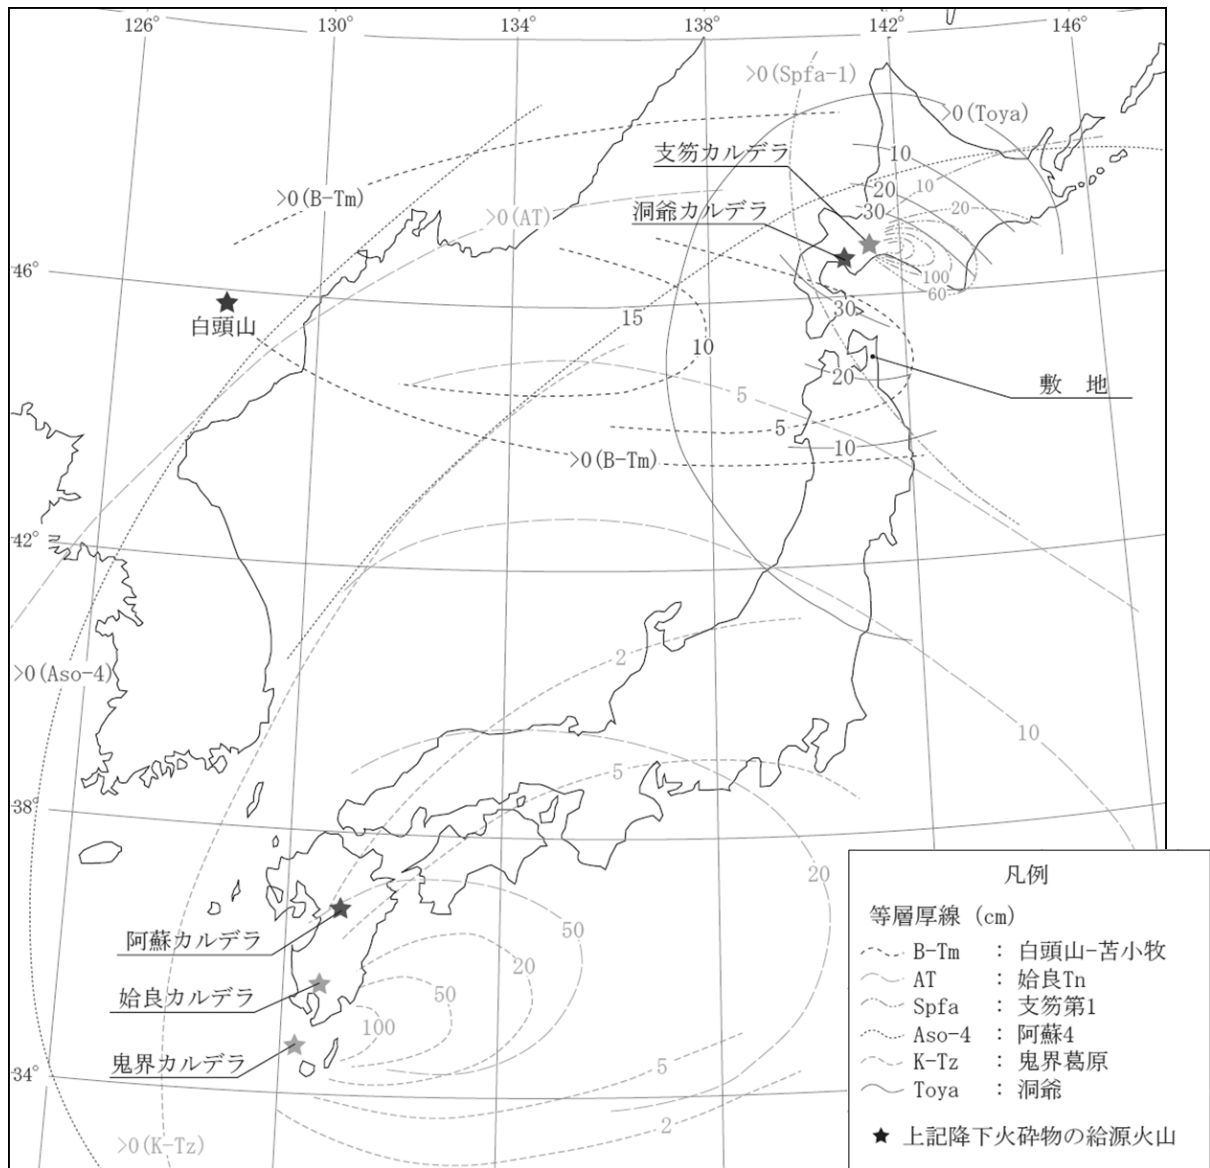 126° 130° 134° 138° 142° 146°
>0(Spfa-1)
>0(Toya)
支笏カルデラ
10
>0(B-Tm)
20
10
>0(AT)
洞爺カルデラ
30
20
46°
100
60
白頭山
15
30
10
20
敷 地
5
5
10
>0(B-Tm)
42°
>0(Aso-4)
2
10
5
38°
20
凡例
等層厚線 (cm)
B-Tm : 白頭山-苫小牧
AT : 姶良Tn
Spfa : 支笏第1
Aso-4 : 阿蘇4
K-Tz : 鬼界葛原
Toya : 洞爺
★ 上記降下火砕物の給源火山
50
阿蘇カルデラ
20
姶良カルデラ
50
100
鬼界カルデラ
5
34°
2
>0(K-Tz)